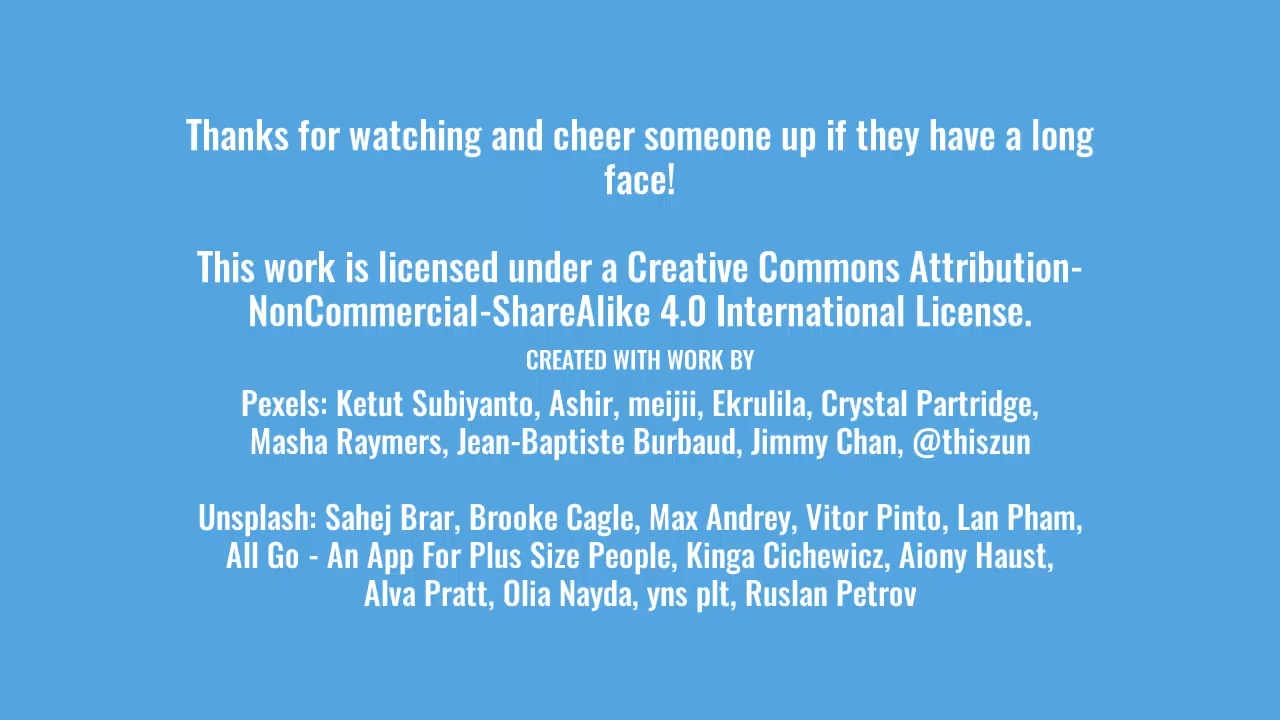 Thanks for watching and cheer someone up if they have a long
face!
This work is licensed under a Creative Commons Attribution-
NonCommercial-ShareAlike 4.0 International License.
CREATED WITH WORK BY
Pexels: Ketut Subiyanto, Ashir, meijii, Ekrulila, Crystal Partridge,
Masha Raymers, Jean-Baptiste Burbaud, Jimmy Chan, @thiszun
Unsplash: Sahej Brar, Brooke Cagle, Max Andrey, Vitor Pinto, Lan Pham,
All Go - An App For Plus Size People, Kinga Cichewicz, Aiony Haust,
Alva Pratt, Olia Nayda, yns plt, Ruslan Petrov